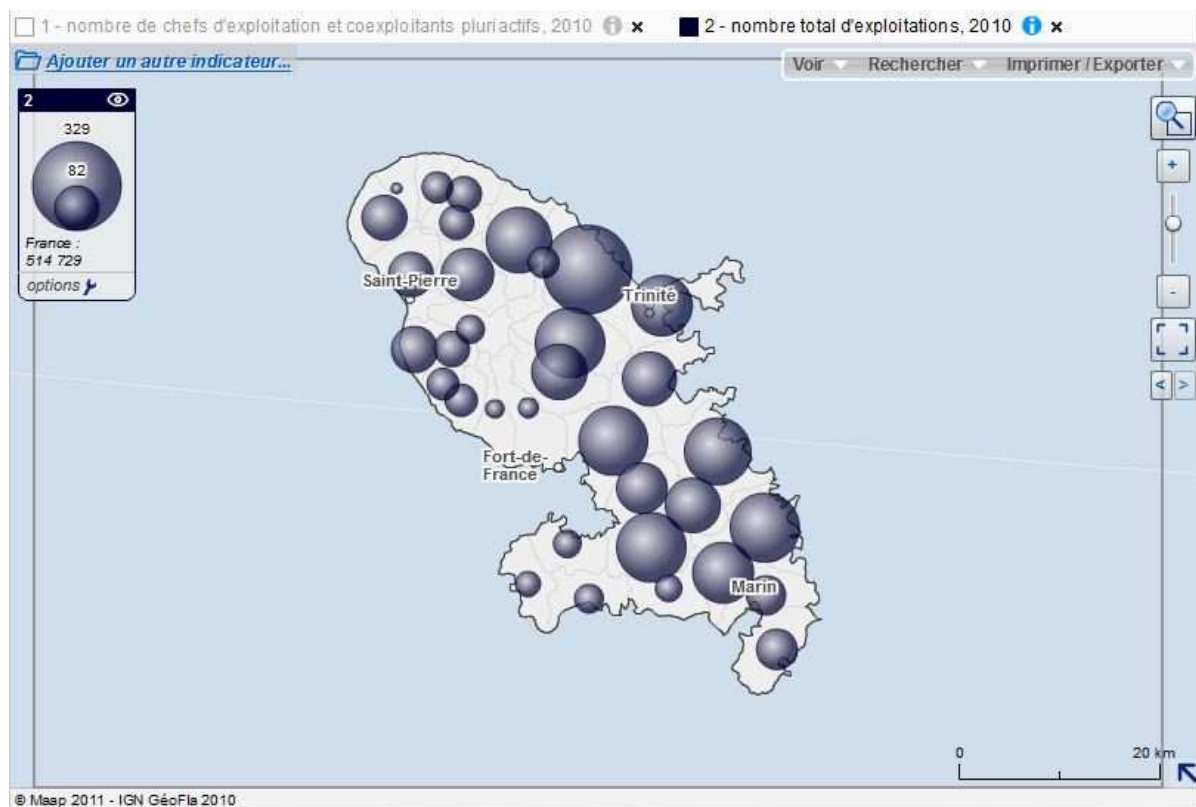 1 - nombre de chefs d'exploitation et coexploitants pluriactifs, 2010 i x 2 - nombre total d'exploitations, 2010 i x
Ajouter un autre indicateur... Voir Rechercher Imprimer / Exporter
2
329
82
France :
514 729
options
+
-
< >
Saint-Pierre
Trinité
Fort-de-
France
Marin
0 20 km
© Maap 2011 - IGN GéoFla 2010